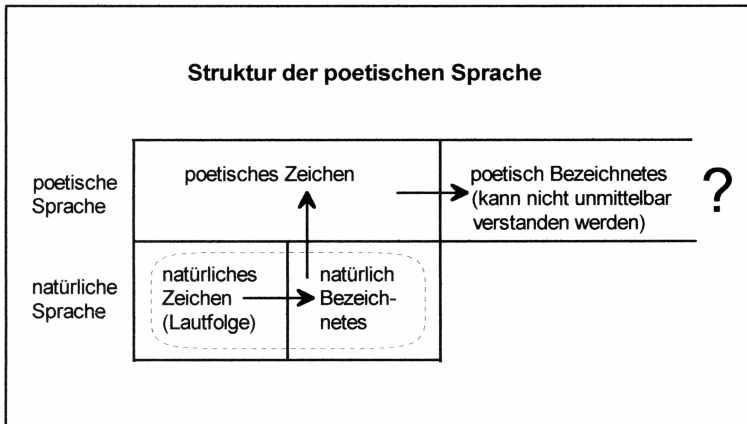 Struktur der poetischen Sprache
poetische
Sprache
poetisches Zeichen
poetisch Bezeichnetes
(kann nicht unmittelbar
verstanden werden)
?
natürliche
Sprache
natürliches
Zeichen
(Lautfolge)
natürlich
Bezeich-
netes